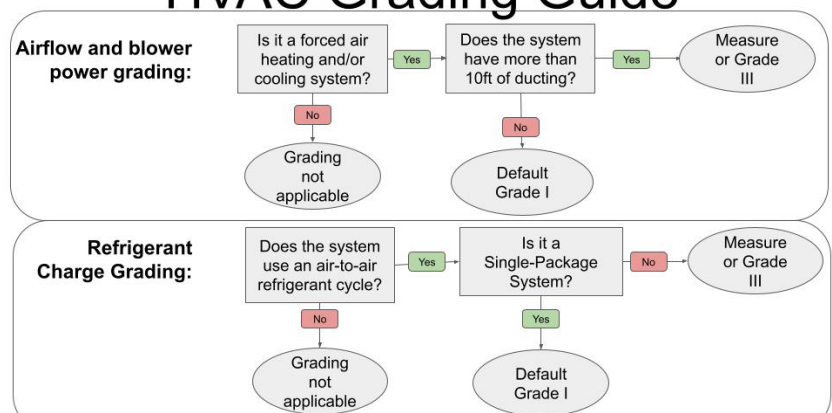 HVAC Grading Guide
Airflow and blower
power grading:
Is it a forced air
heating and/or
cooling system?
Yes
Does the system
have more than
10ft of ducting?
Yes
Measure
or Grade
III
No
No
Grading
not
applicable
Default
Grade I
Refrigerant
Charge Grading:
Does the system
use an air-to-air
refrigerant cycle?
Yes
Is it a
Single-Package
System?
No
Measure
or Grade
III
No
Yes
Grading
not
applicable
Default
Grade I